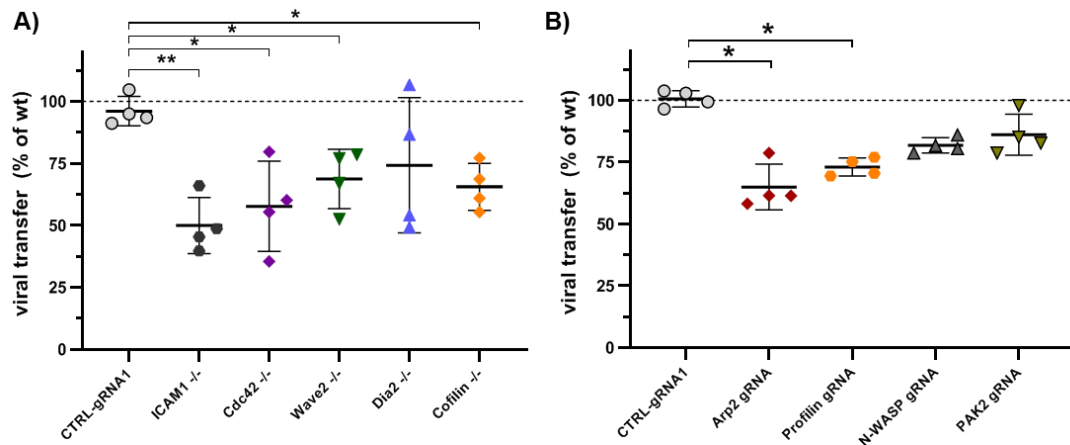 A)
*
*
*
**
viral transfer (% of wt)
100
75
50
25
0
CTRL-gRNA1
ICAM1 -/-
Cdc42 -/-
Wave2 -/-
Dia2 -/-
Cofilin -/-
B)
*
*
viral transfer (% of wt)
100
75
50
25
0
CTRL-gRNA1
Arp2 gRNA
Profilin gRNA
N-WASP gRNA
PAK2 gRNA